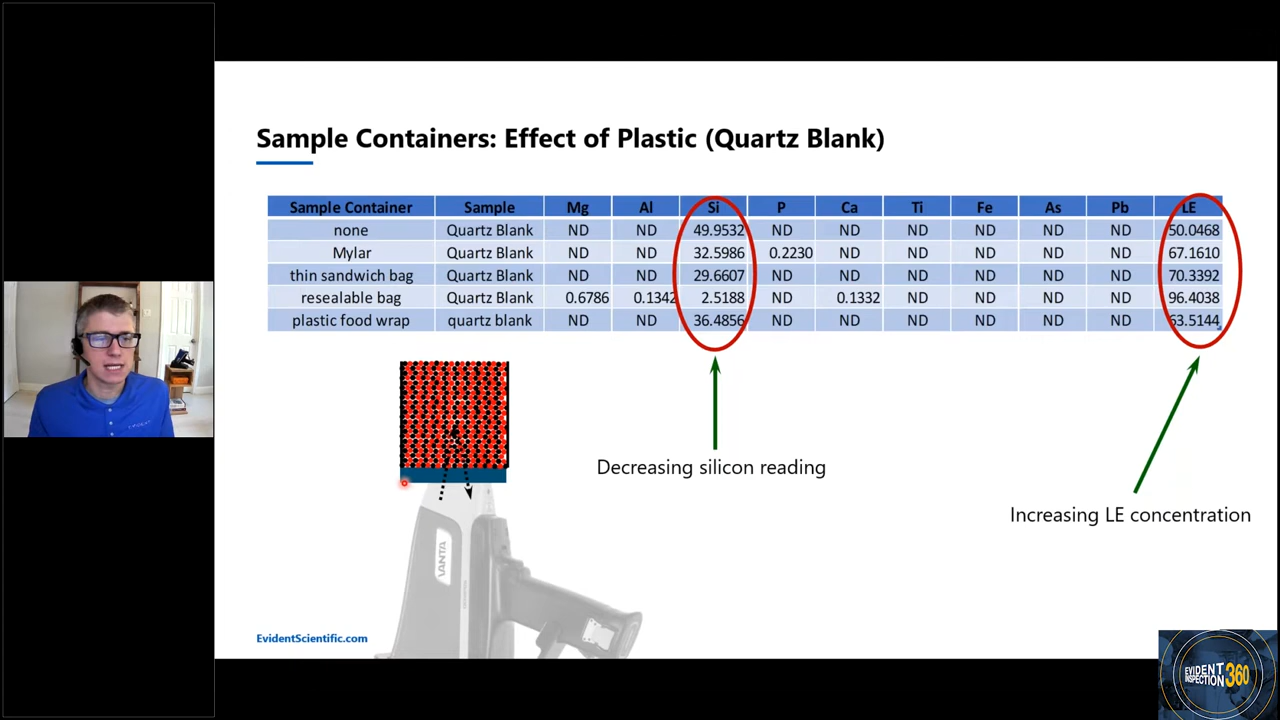 Sample Containers: Effect of Plastic (Quartz Blank)
Sample Container Sample Mg Al Si P Ca Ti Fe As Pb LE
none Quartz Blank ND ND 49.9532 ND ND ND ND ND ND 50.0468
Mylar Quartz Blank ND ND 32.5986 0.2230 ND ND ND ND ND 67.1610
thin sandwich bag Quartz Blank ND ND 29.6607 ND ND ND ND ND ND 70.3392
resealable bag Quartz Blank 0.6786 0.1342 2.5188 ND 0.1332 ND ND ND ND 96.4038
plastic food wrap quartz blank ND ND 36.4856 ND ND ND ND ND ND 63.5144
Decreasing silicon reading
Increasing LE concentration
VANTA
EvidentScientific.com
EVIDENT
INSPECTION 360